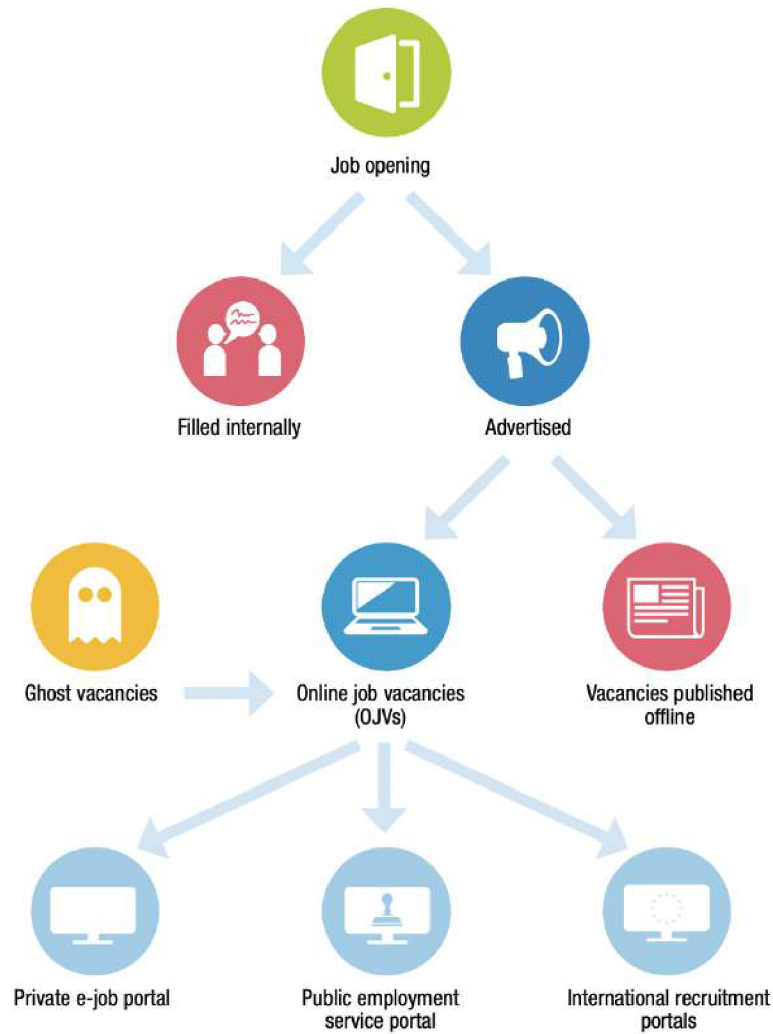 Job opening
Filled internally
Advertised
Ghost vacancies
Online job vacancies
(OJVs)
Vacancies published
offline
Private e-job portal
Public employment
service portal
International recruitment
portals